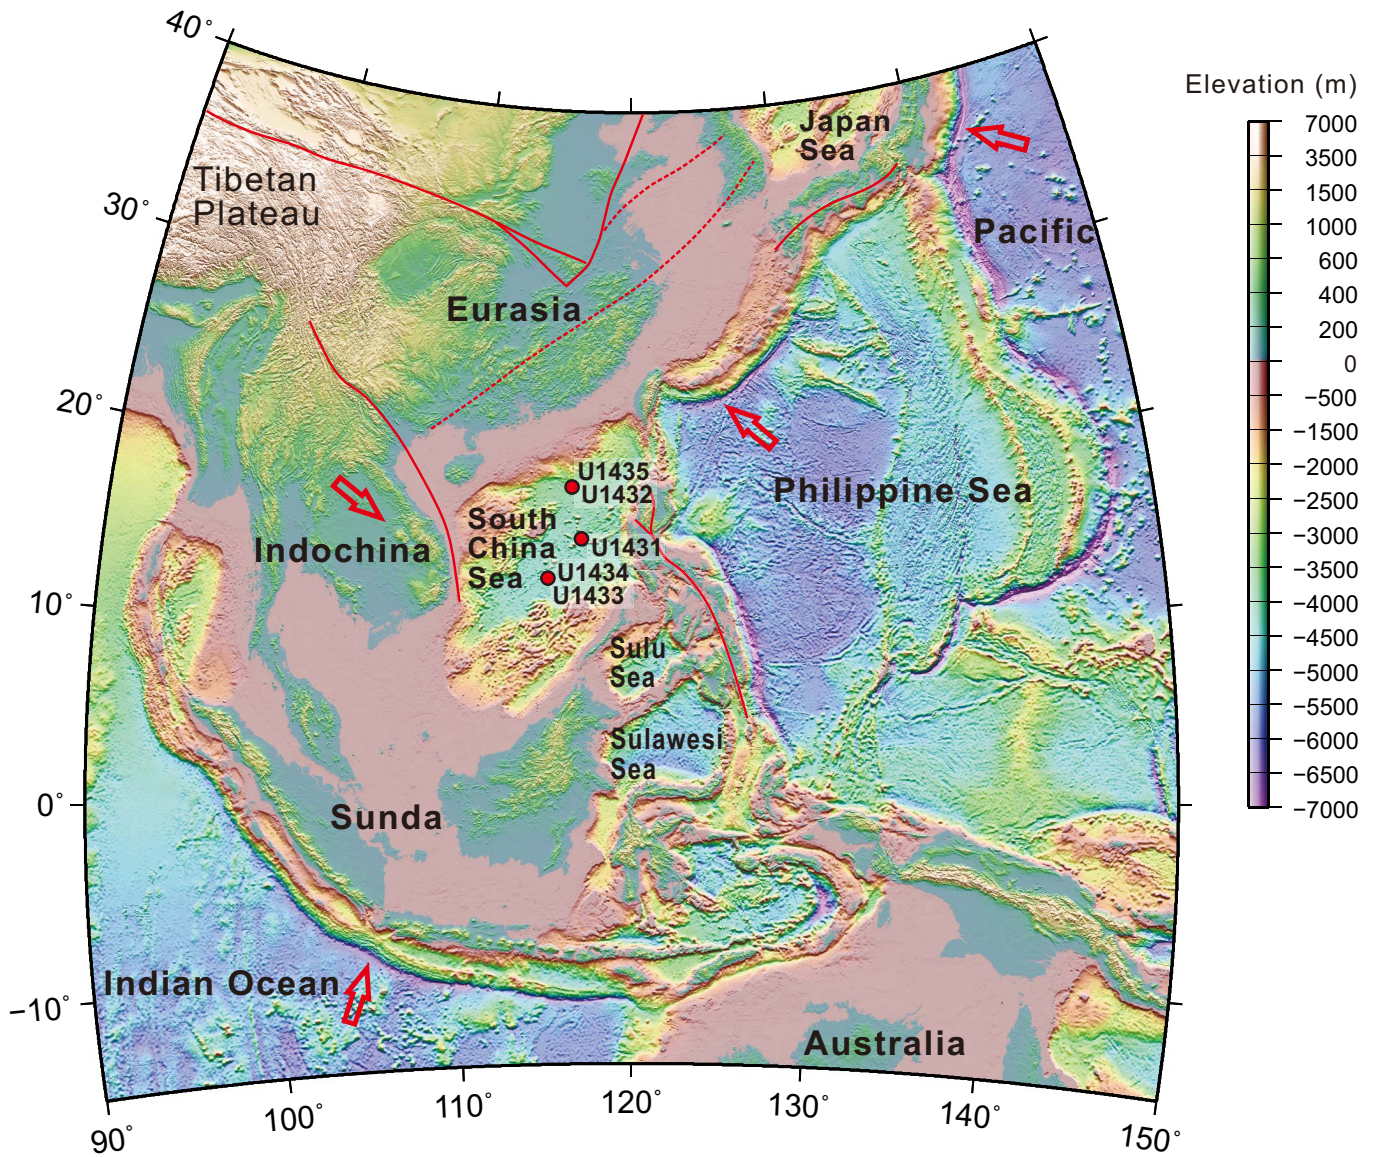 40°
30°
20°
10°
0°
−10°
90°
100°
110°
120°
130°
140°
150°
Japan
Sea
Tibetan
Plateau
Pacific
Eurasia
U1435
U1432
Philippine Sea
South
China
Sea
U1431
Indochina
U1434
U1433
Sulu
Sea
Sulawesi
Sea
Sunda
Indian Ocean
Australia
Elevation (m)
7000
3500
1500
1000
600
400
200
0
−500
−1500
−2000
−2500
−3000
−3500
−4000
−4500
−5000
−5500
−6000
−6500
−7000